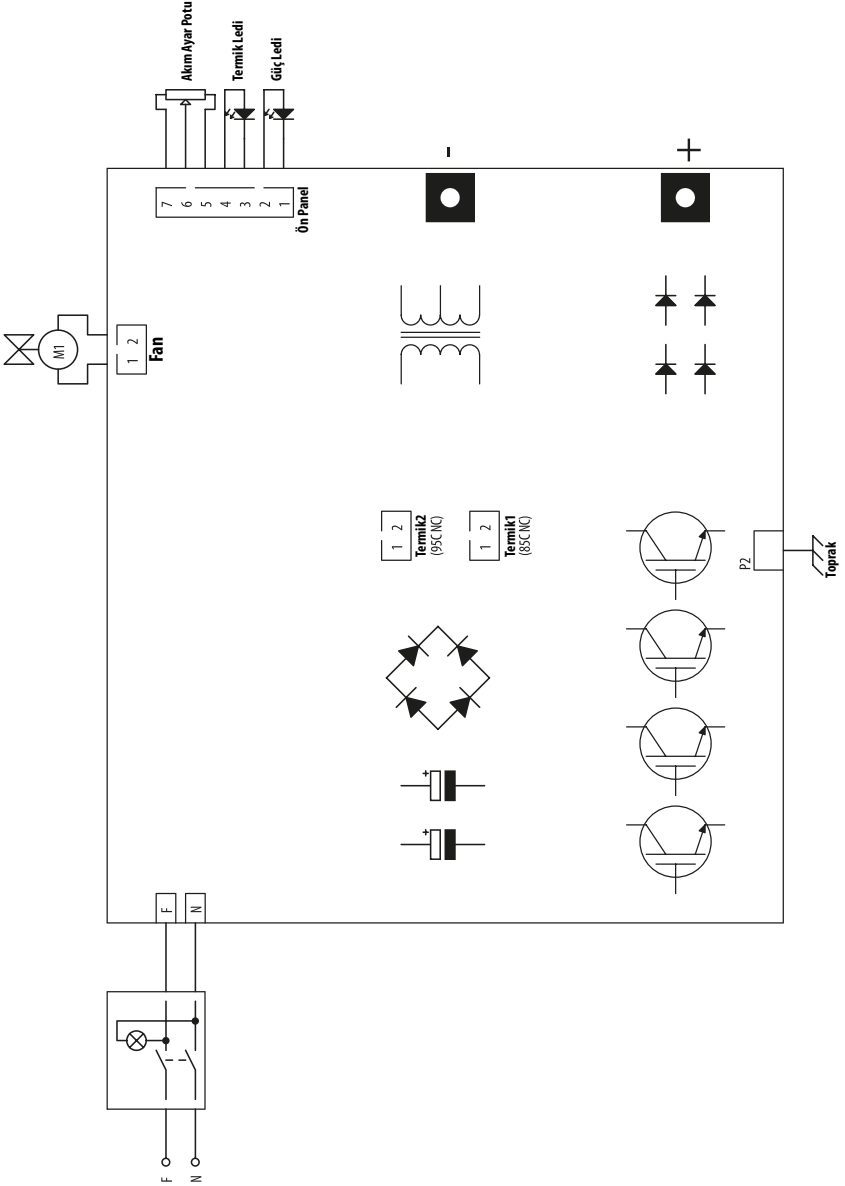 Akım Ayar Potu
Termik Ledi
Güç Ledi
-
+
7
6
5
4
3
2
1
Ön Panel
M1
1 2
Fan
1 2
Termik2
(95C NC)
1 2
Termik1
(85C NC)
P2
Toprak
+
+
F
N
F
N